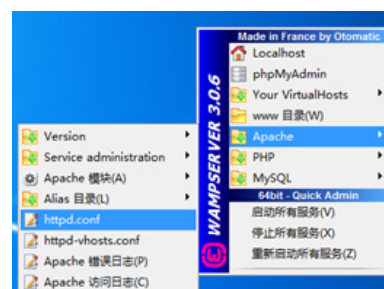 Made in France by Otomatic
Localhost
phpMyAdmin
Your VirtualHosts
www 目录(W)
Apache
PHP
MySQL
64bit - Quick Admin
启动所有服务(V)
停止所有服务(X)
重新启动所有服务(Z)
WAMPSERVER 3.0.6
Version
Service administration
Apache 模块(A)
Alias 目录(L)
httpd.conf
httpd-vhosts.conf
Apache 错误日志(P)
Apache 访问日志(C)